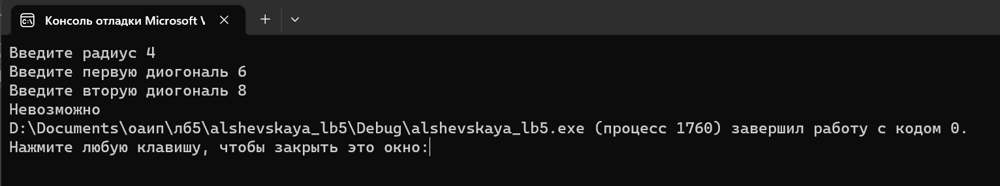 Консоль отладки Microsoft V
Введите радиус 4
Введите первую диогональ 6
Введите вторую диогональ 8
Невозможно
D:\Documents\оаип\лб5\alshevskaya_lb5\Debug\alshevskaya_lb5.exe (процесс 1760) завершил работу с кодом 0.
Нажмите любую клавишу, чтобы закрыть это окно: